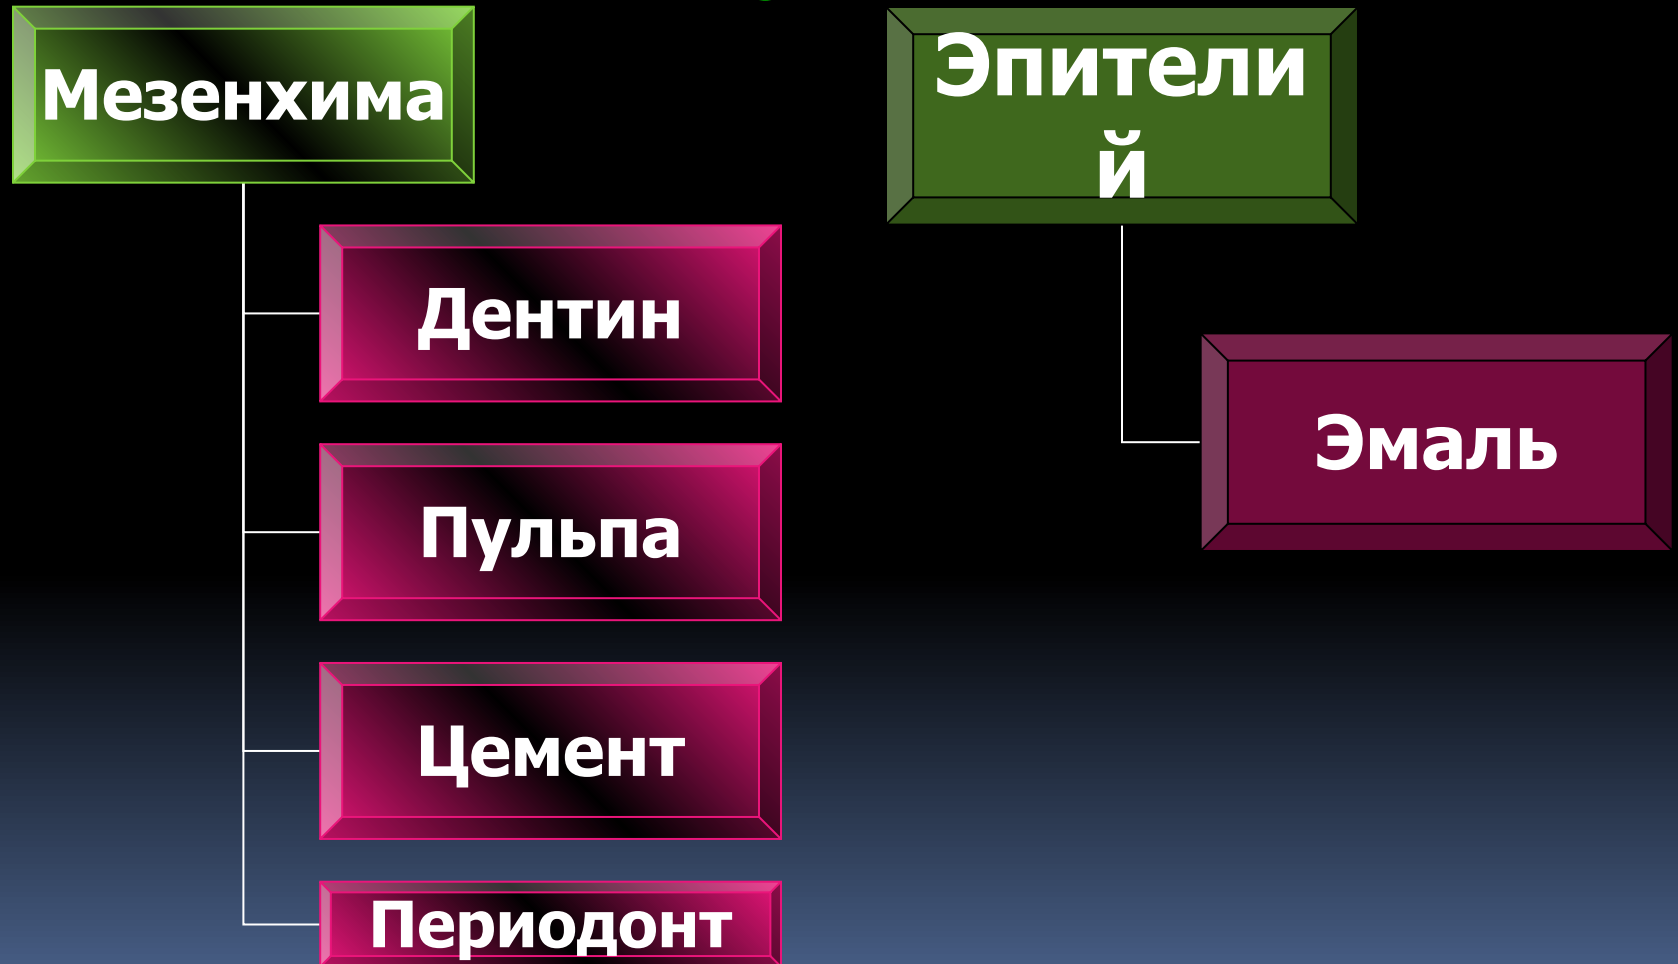 Мезенхима
Дентин
Пульпа
Цемент
Периодонт
Эпители
й
Эмаль